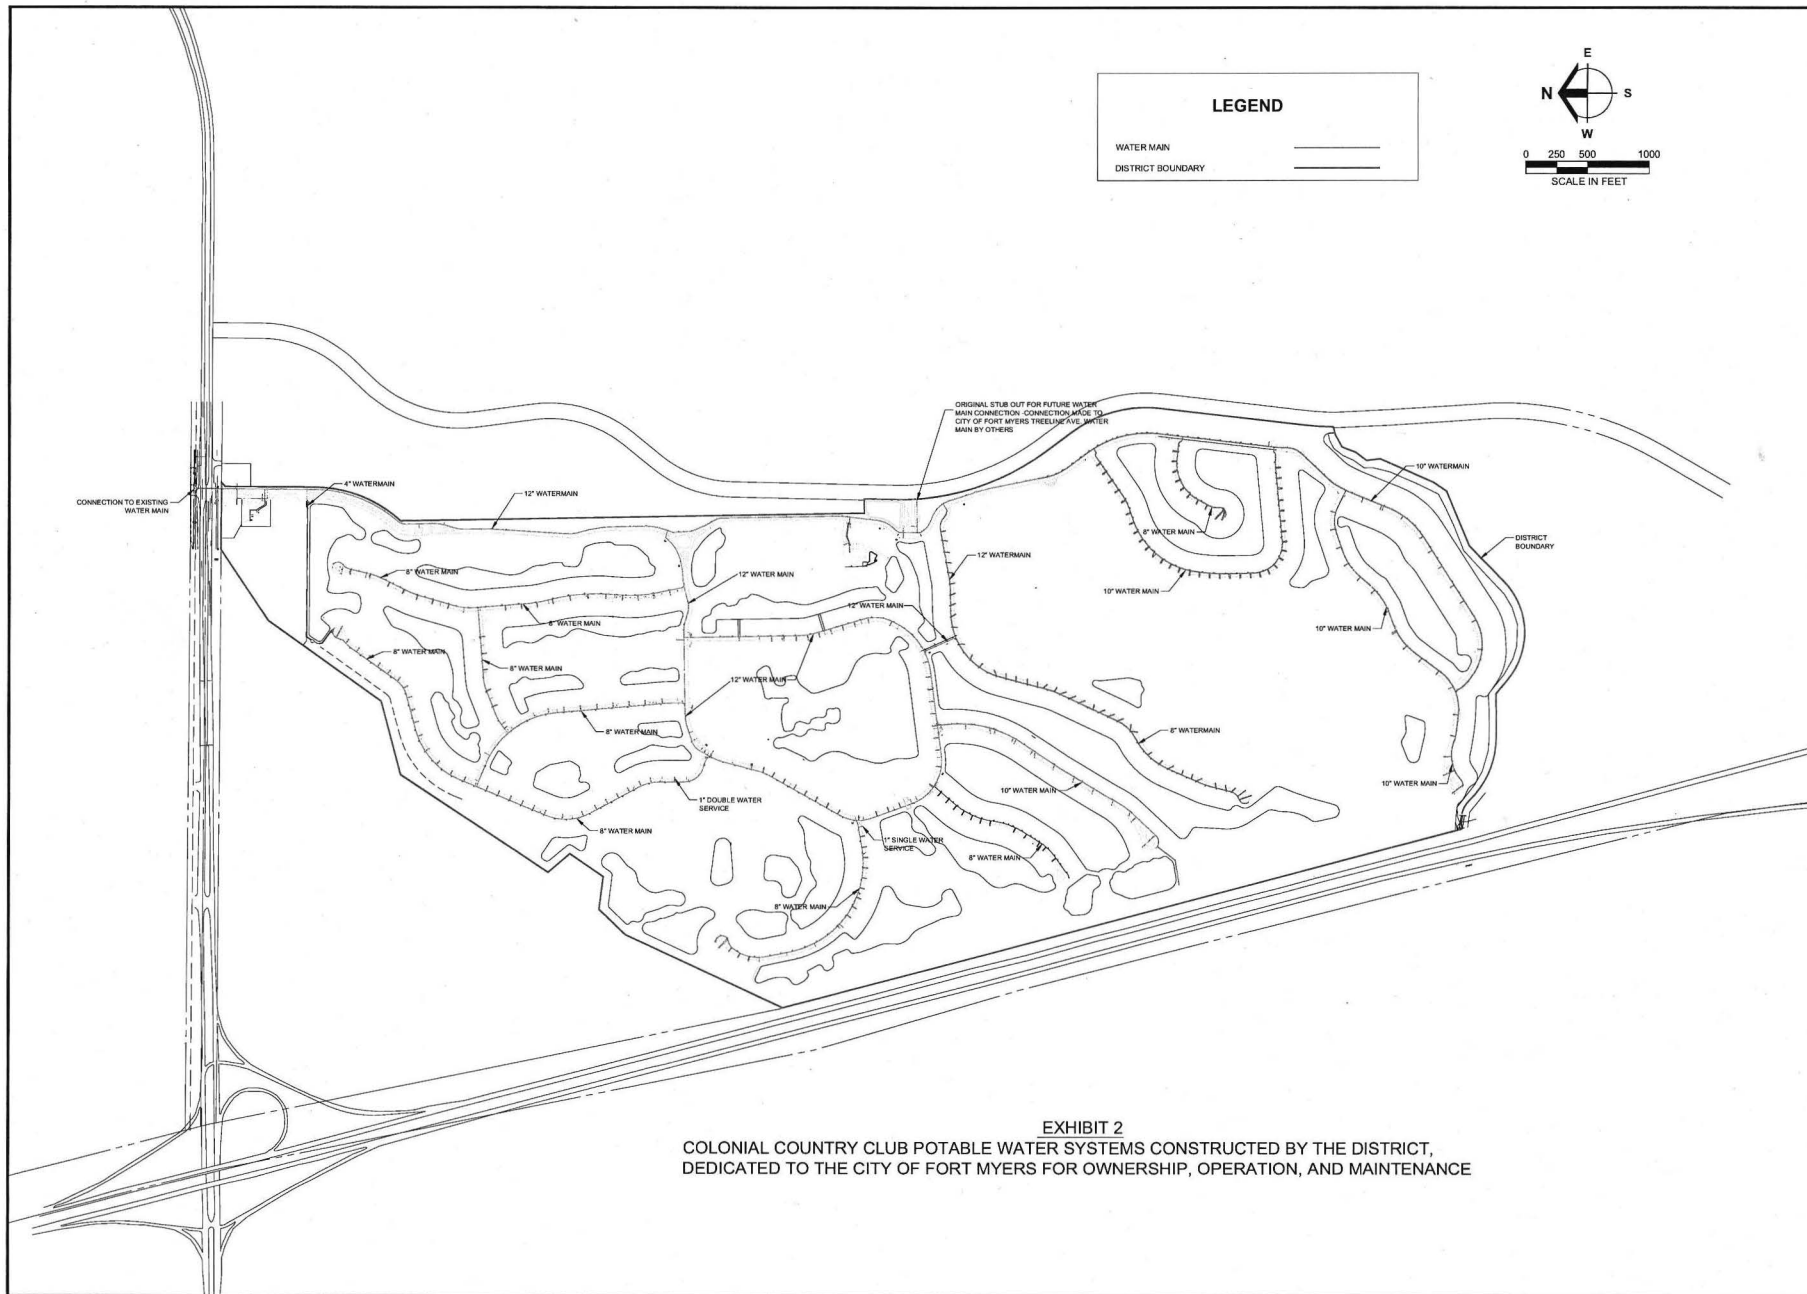 LEGEND
WATER MAIN
DISTRICT BOUNDARY
E
N
S
W
0 250 500 1000
SCALE IN FEET
ORIGINAL STUB OUT FOR FUTURE WATER
MAIN CONNECTION -CONNECTION MADE TO
CITY OF FORT MYERS TREELINE AVE. WATER
MAIN BY OTHERS
10" WATERMAIN
4" WATERMAIN
12" WATERMAIN
CONNECTION TO EXISTING
WATER MAIN
8" WATER MAIN
DISTRICT
BOUNDARY
12" WATERMAIN
8" WATER MAIN
12" WATER MAIN
10" WATER MAIN
12" WATER MAIN
8" WATER MAIN
10" WATER MAIN
8" WATER MAIN
8" WATER MAIN
12" WATER MAIN
8" WATER MAIN
8" WATERMAIN
10" WATER MAIN
10" WATER MAIN
1" DOUBLE WATER
SERVICE
8" WATER MAIN
1" SINGLE WATER
SERVICE
8" WATER MAIN
8" WATER MAIN
EXHIBIT 2
COLONIAL COUNTRY CLUB POTABLE WATER SYSTEMS CONSTRUCTED BY THE DISTRICT,
DEDICATED TO THE CITY OF FORT MYERS FOR OWNERSHIP, OPERATION, AND MAINTENANCE